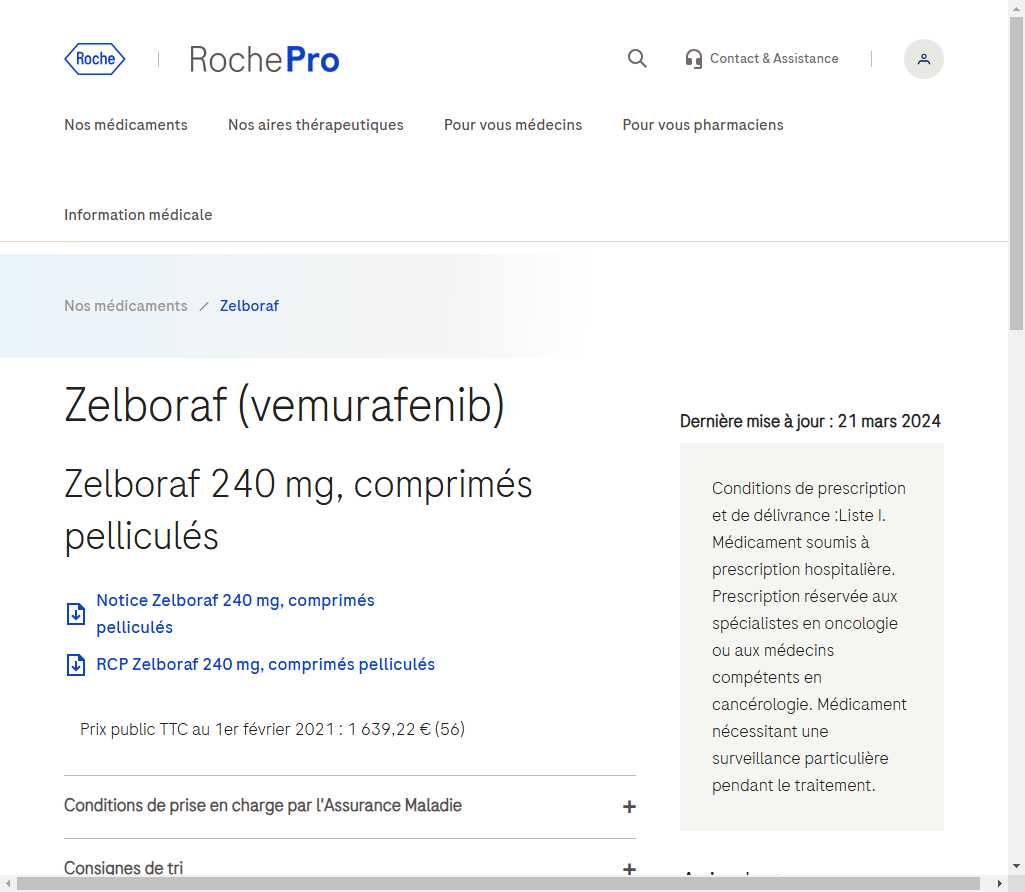 Roche
RochePro
Contact & Assistance
Nos médicaments
Nos aires thérapeutiques
Pour vous médecins
Pour vous pharmaciens
Information médicale
Nos médicaments / Zelboraf
Zelboraf (vemurafenib)
Zelboraf 240 mg, comprimés
pelliculés
Notice Zelboraf 240 mg, comprimés
pelliculés
RCP Zelboraf 240 mg, comprimés pelliculés
Prix public TTC au 1er février 2021 : 1 639,22 € (56)
Conditions de prise en charge par l'Assurance Maladie
Consignes de tri
Dernière mise à jour : 21 mars 2024
Conditions de prescription
et de délivrance :Liste I.
Médicament soumis à
prescription hospitalière.
Prescription réservée aux
spécialistes en oncologie
ou aux médecins
compétents en
cancérologie. Médicament
nécessitant une
surveillance particulière
pendant le traitement.